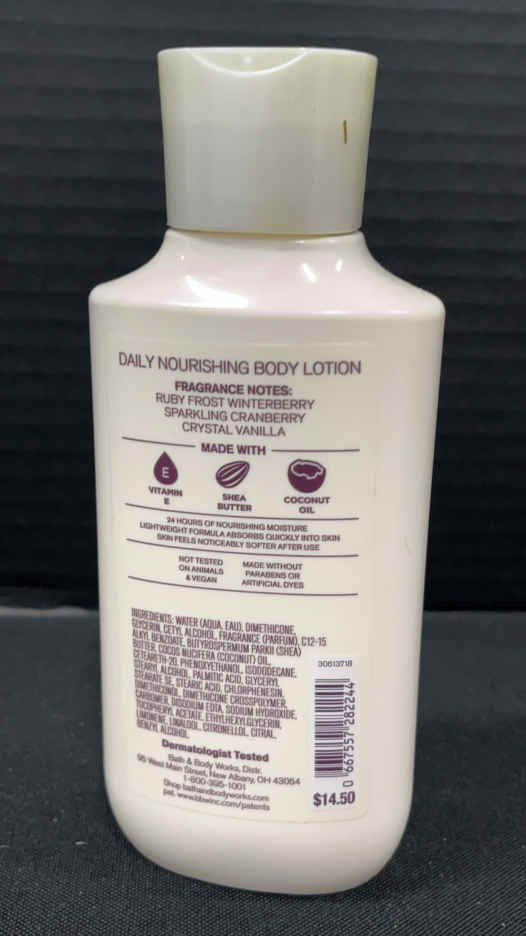 DAILY NOURISHING BODY LOTION
FRAGRANCE NOTES:
RUBY FROST WINTERBERRY
SPARKLING CRANBERRY
CRYSTAL VANILLA
MADE WITH
E
VITAMIN
E
SHEA
BUTTER
COCONUT
OIL
24 HOURS OF NOURISHING MOISTURE
LIGHTWEIGHT FORMULA ABSORBS QUICKLY INTO SKIN
SKIN FEELS NOTICEABLY SOFTER AFTER USE
NOT TESTED
ON ANIMALS
& VEGAN
MADE WITHOUT
PARABENS OR
ARTIFICIAL DYES
INGREDIENTS: WATER (AQUA, EAU), DIMETHICONE,
GLYCERIN, CETYL ALCOHOL, FRAGRANCE (PARFUM), C12-15
ALKYL BENZOATE, BUTYROSPERMUM PARKII (SHEA)
BUTTER, COCOS NUCIFERA (COCONUT) OIL,
CETEARETH-20, PHENOXYETHANOL, ISODODECANE,
STEARYL ALCOHOL, PALMITIC ACID, GLYCERYL
STEARATE SE, STEARIC ACID, CHLORPHENESIN,
DIMETHICONOL, DIMETHICONE CROSSPOLYMER,
CARBOMER, DISODIUM EDTA, SODIUM HYDROXIDE,
TOCOPHERYL ACETATE, ETHYLHEXYLGLYCERIN,
LIMONENE, LINALOOL, CITRONELLOL, CITRAL,
BENZYL ALCOHOL.
Dermatologist Tested
Bath & Body Works, Distr.
95 West Main Street, New Albany, OH 43054
1-800-395-1001
Shop bathandbodyworks.com
pat. www.bbwinc.com/patents
30613718
0 667557 282244
$14.50